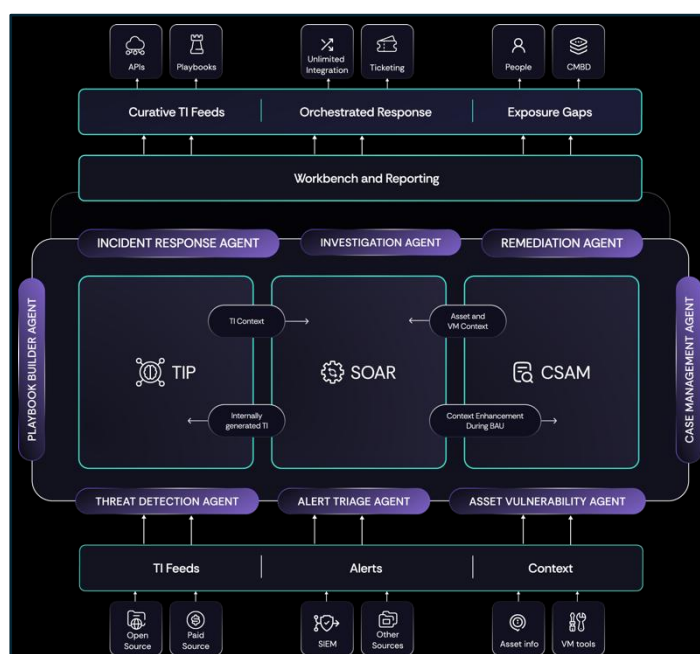 APIs
Playbooks
Unlimited
Integration
Ticketing
People
CMBD
Curative TI Feeds
Orchestrated Response
Exposure Gaps
Workbench and Reporting
INCIDENT RESPONSE AGENT
INVESTIGATION AGENT
REMEDIATION AGENT
PLAYBOOK BUILDER AGENT
CASE MANAGEMENT AGENT
TI Context
Asset and
VM Context
TIP
SOAR
CSAM
Internally
generated TI
Context Enhancement
During BAU
THREAT DETECTION AGENT
ALERT TRIAGE AGENT
ASSET VULNERABILITY AGENT
TI Feeds
Alerts
Context
Open
Source
Paid
Source
SIEM
Other
Sources
Asset info
VM tools